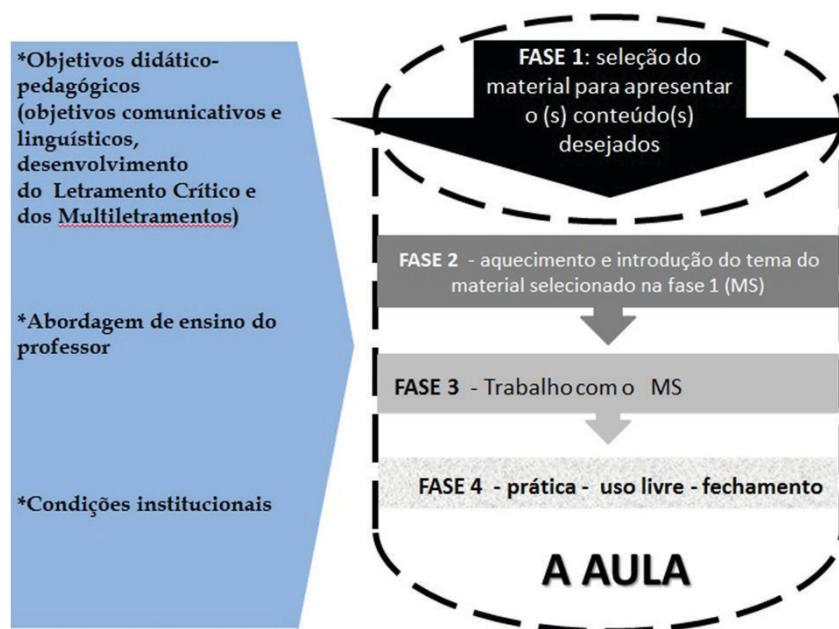 *Objetivos didático-
pedagógicos
(objetivos comunicativos e
linguísticos,
desenvolvimento
do Letramento Crítico e
dos Multiletramentos)
*Abordagem de ensino do
professor
*Condições institucionais
FASE 1: seleção do
material para apresentar
o (s) conteúdo(s)
desejados
FASE 2 - aquecimento e introdução do tema do
material selecionado na fase 1 (MS)
FASE 3 - Trabalho com o MS
FASE 4 - prática - uso livre - fechamento
A AULA